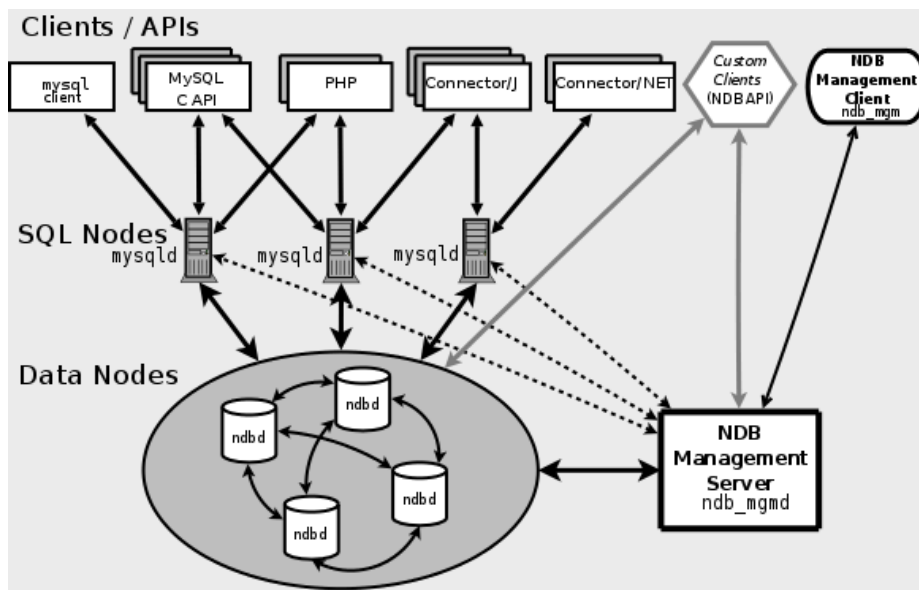 Clients / APIs
mysql
client
MySQL
C API
PHP
Connector/J
Connector/NET
Custom
Clients
(NDBAPI)
NDB
Management
Client
ndb_mgm
SQL Nodes
mysqld
mysqld
mysqld
Data Nodes
ndbd
ndbd
ndbd
ndbd
NDB
Management
Server
ndb_mgmd